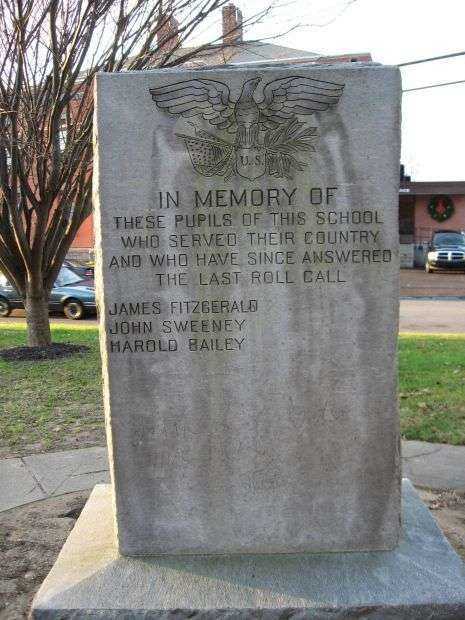 U.S.
IN MEMORY OF
THESE PUPILS OF THIS SCHOOL
WHO SERVED THEIR COUNTRY
AND WHO HAVE SINCE ANSWERED
THE LAST ROLL CALL
JAMES FITZGERALD
JOHN SWEENEY
HAROLD BAILEY